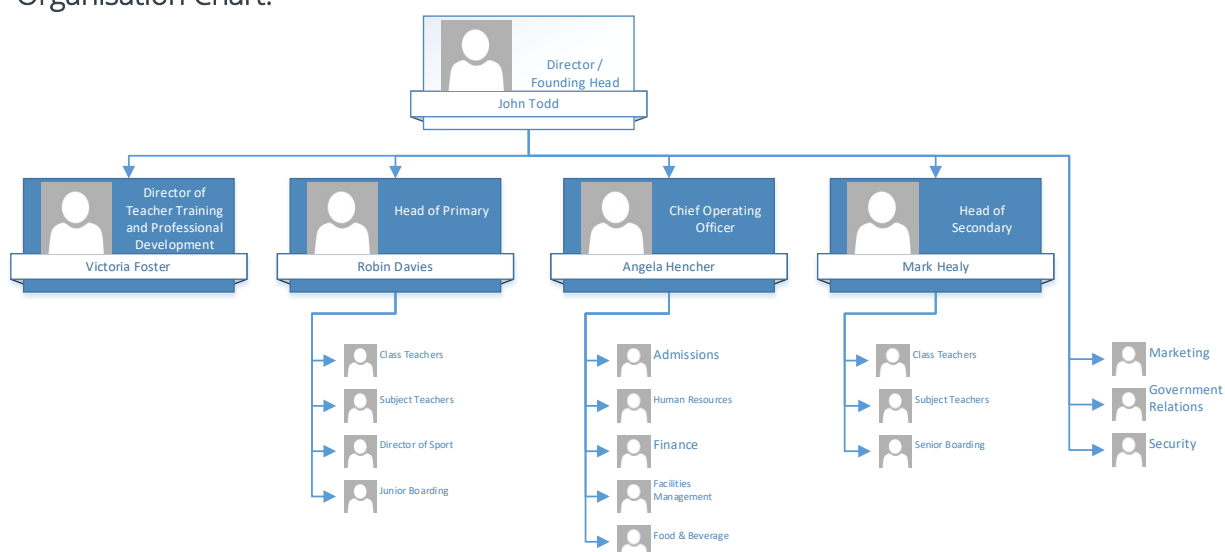 Organisation Chart:
Director /
Founding Head
John Todd
Director of
Teacher Training
and Professional
Development
Victoria Foster
Head of Primary
Robin Davies
Chief Operating
Officer
Angela Hencher
Head of
Secondary
Mark Healy
Class Teachers
Subject Teachers
Director of Sport
Junior Boarding
Admissions
Human Resources
Finance
Facilities
Management
Food & Beverage
Class Teachers
Subject Teachers
Senior Boarding
Marketing
Government
Relations
Security